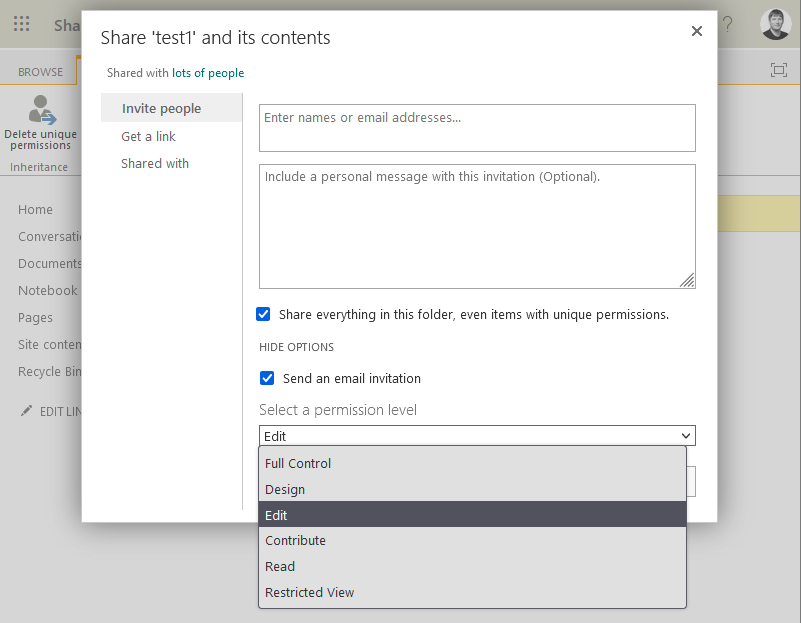 Sha
?
BROWSE
Delete unique
permissions
Inheritance
Home
Conversati
Documents
Notebook
Pages
Site conten
Recycle Bin
EDIT LIN
Share 'test1' and its contents
Shared with lots of people
Invite people
Get a link
Shared with
Enter names or email addresses...
Include a personal message with this invitation (Optional).
Share everything in this folder, even items with unique permissions.
HIDE OPTIONS
Send an email invitation
Select a permission level
Edit
Full Control
Design
Edit
Contribute
Read
Restricted View